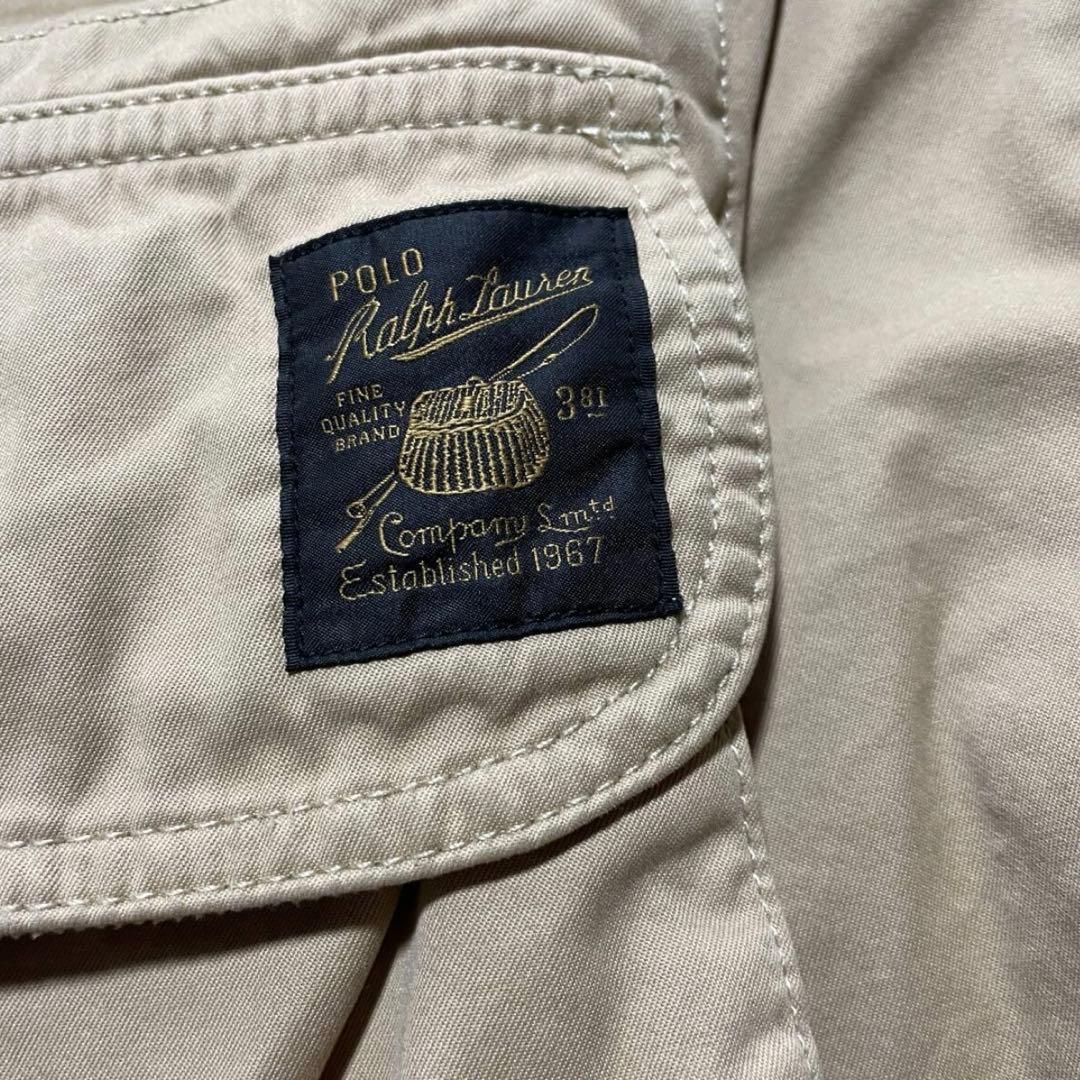 POLO
Ralph Lauren
FINE
QUALITY
BRAND
381
Company Lmtd
Established 1967